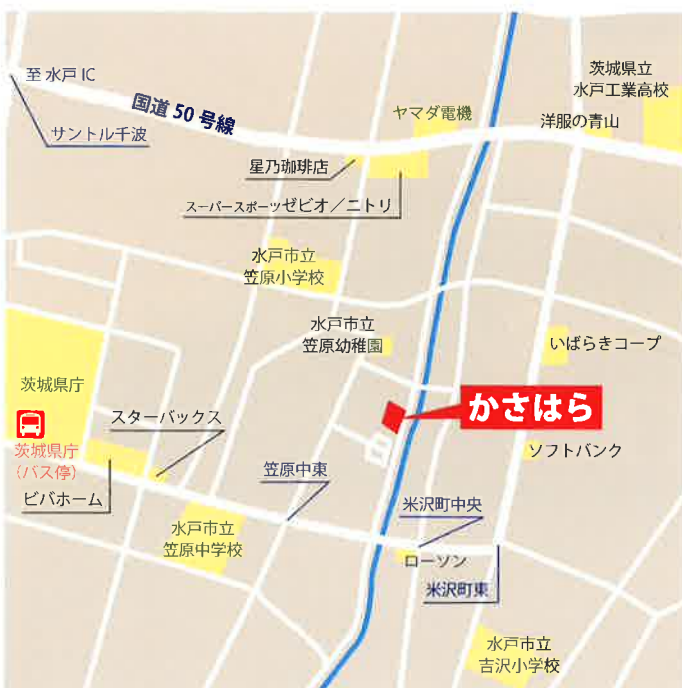 至 水戸 IC
国道 50 号線
サントル千波
茨城県立
水戸工業高校
ヤマダ電機
洋服の青山
星乃珈琲店
スーパースポーツゼビオ／ニトリ
水戸市立
笠原小学校
水戸市立
笠原幼稚園
いばらきコープ
茨城県庁
かさはら
スターバックス
茨城県庁
（バス停）
ソフトバンク
笠原中東
ビバホーム
米沢町中央
水戸市立
笠原中学校
ローソン
米沢町東
水戸市立
吉沢小学校